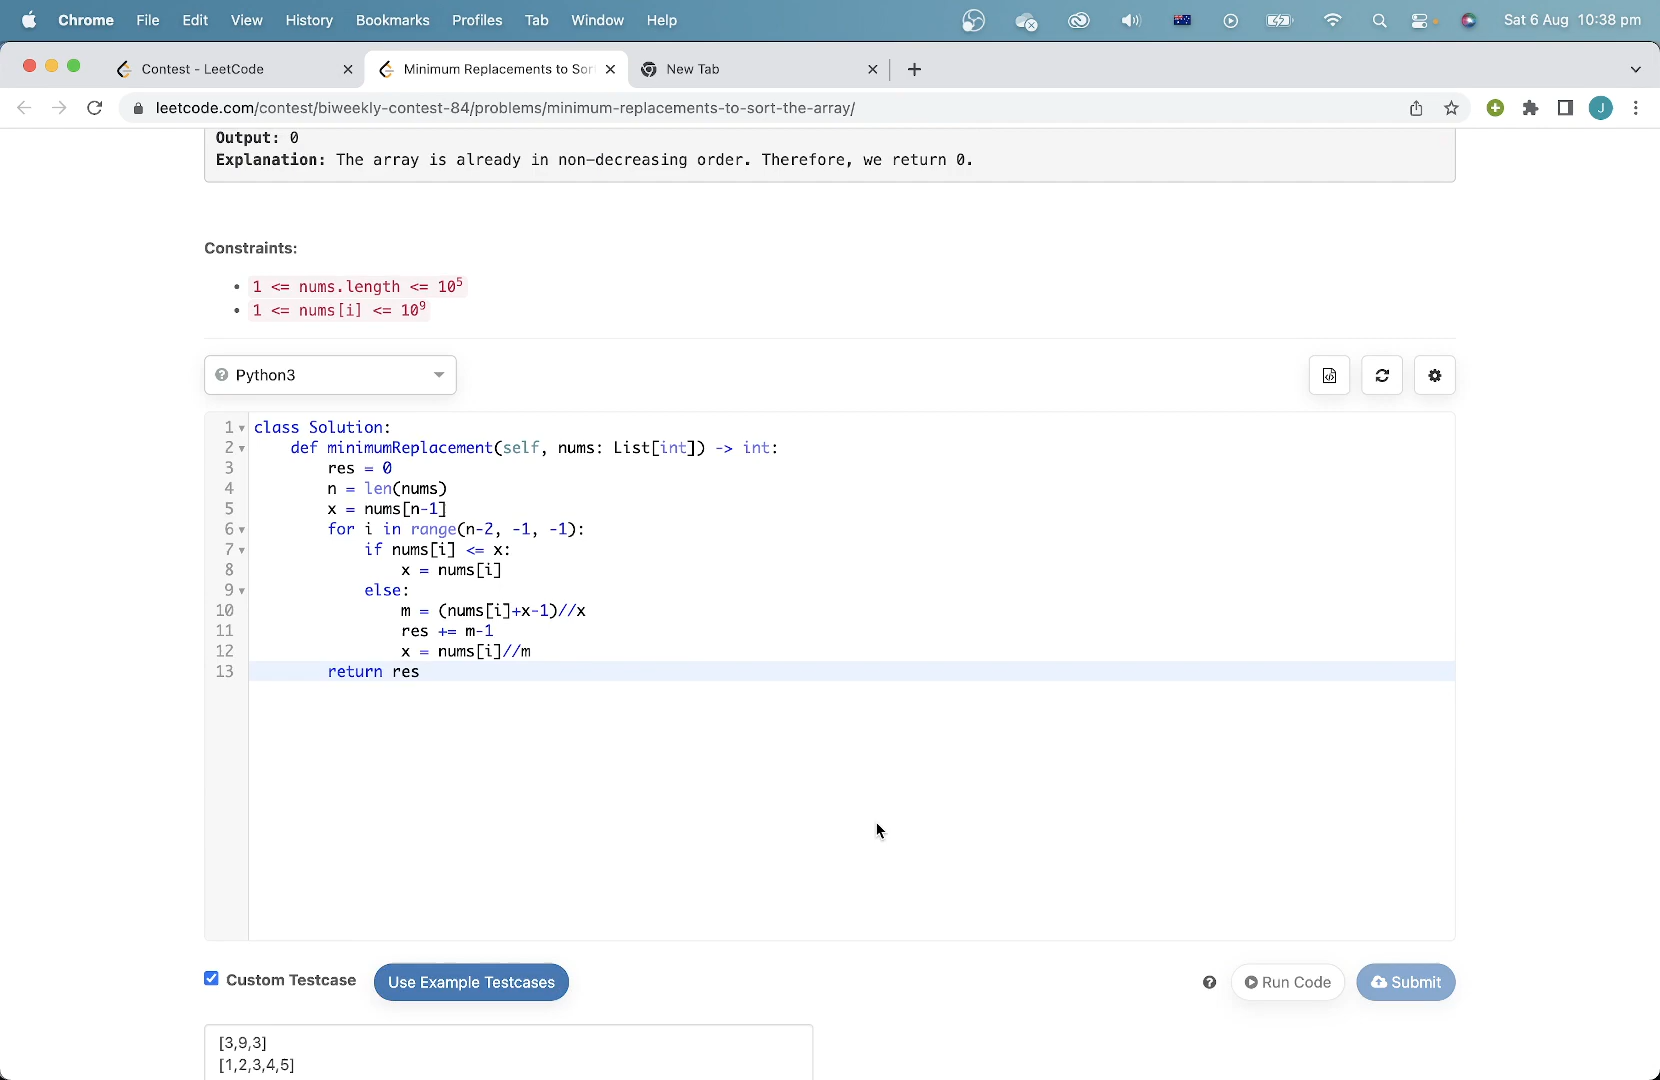 Chrome File Edit View History Bookmarks Profiles Tab Window Help Sat 6 Aug 10:38 pm
Contest - LeetCode Minimum Replacements to Sor New Tab
leetcode.com/contest/biweekly-contest-84/problems/minimum-replacements-to-sort-the-array/ J
Output: 0
Explanation: The array is already in non-decreasing order. Therefore, we return 0.
Constraints:
1 <= nums.length <= 10⁵
1 <= nums[i] <= 10⁹
Python3
1 class Solution:
2 def minimumReplacement(self, nums: List[int]) -> int:
3 res = 0
4 n = len(nums)
5 x = nums[n-1]
6 for i in range(n-2, -1, -1):
7 if nums[i] <= x:
8 x = nums[i]
9 else:
10 m = (nums[i]+x-1)//x
11 res += m-1
12 x = nums[i]//m
13 return res
Custom Testcase Use Example Testcases Run Code Submit
[3,9,3]
[1,2,3,4,5]